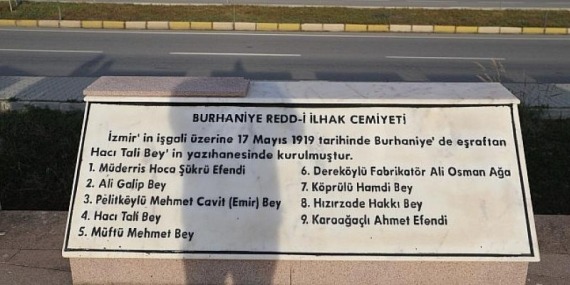 BURHANİYE REDD-İ İLHAK CEMİYETİ
İzmir' in işgali üzerine 17 Mayıs 1919 tarihinde Burhaniye' de eşraftan
Hacı Tali Bey' in yazıhanesinde kurulmuştur.
1. Müderris Hoca Şükrü Efendi
2. Ali Galip Bey
3. Pelitköylü Mehmet Cavit (Emir) Bey
4. Hacı Tali Bey
5. Müftü Mehmet Bey
6. Dereköylü Fabrikatör Ali Osman Ağa
7. Köprülü Hamdi Bey
8. Hızırzade Hakkı Bey
9. Karaağaçlı Ahmet Efendi